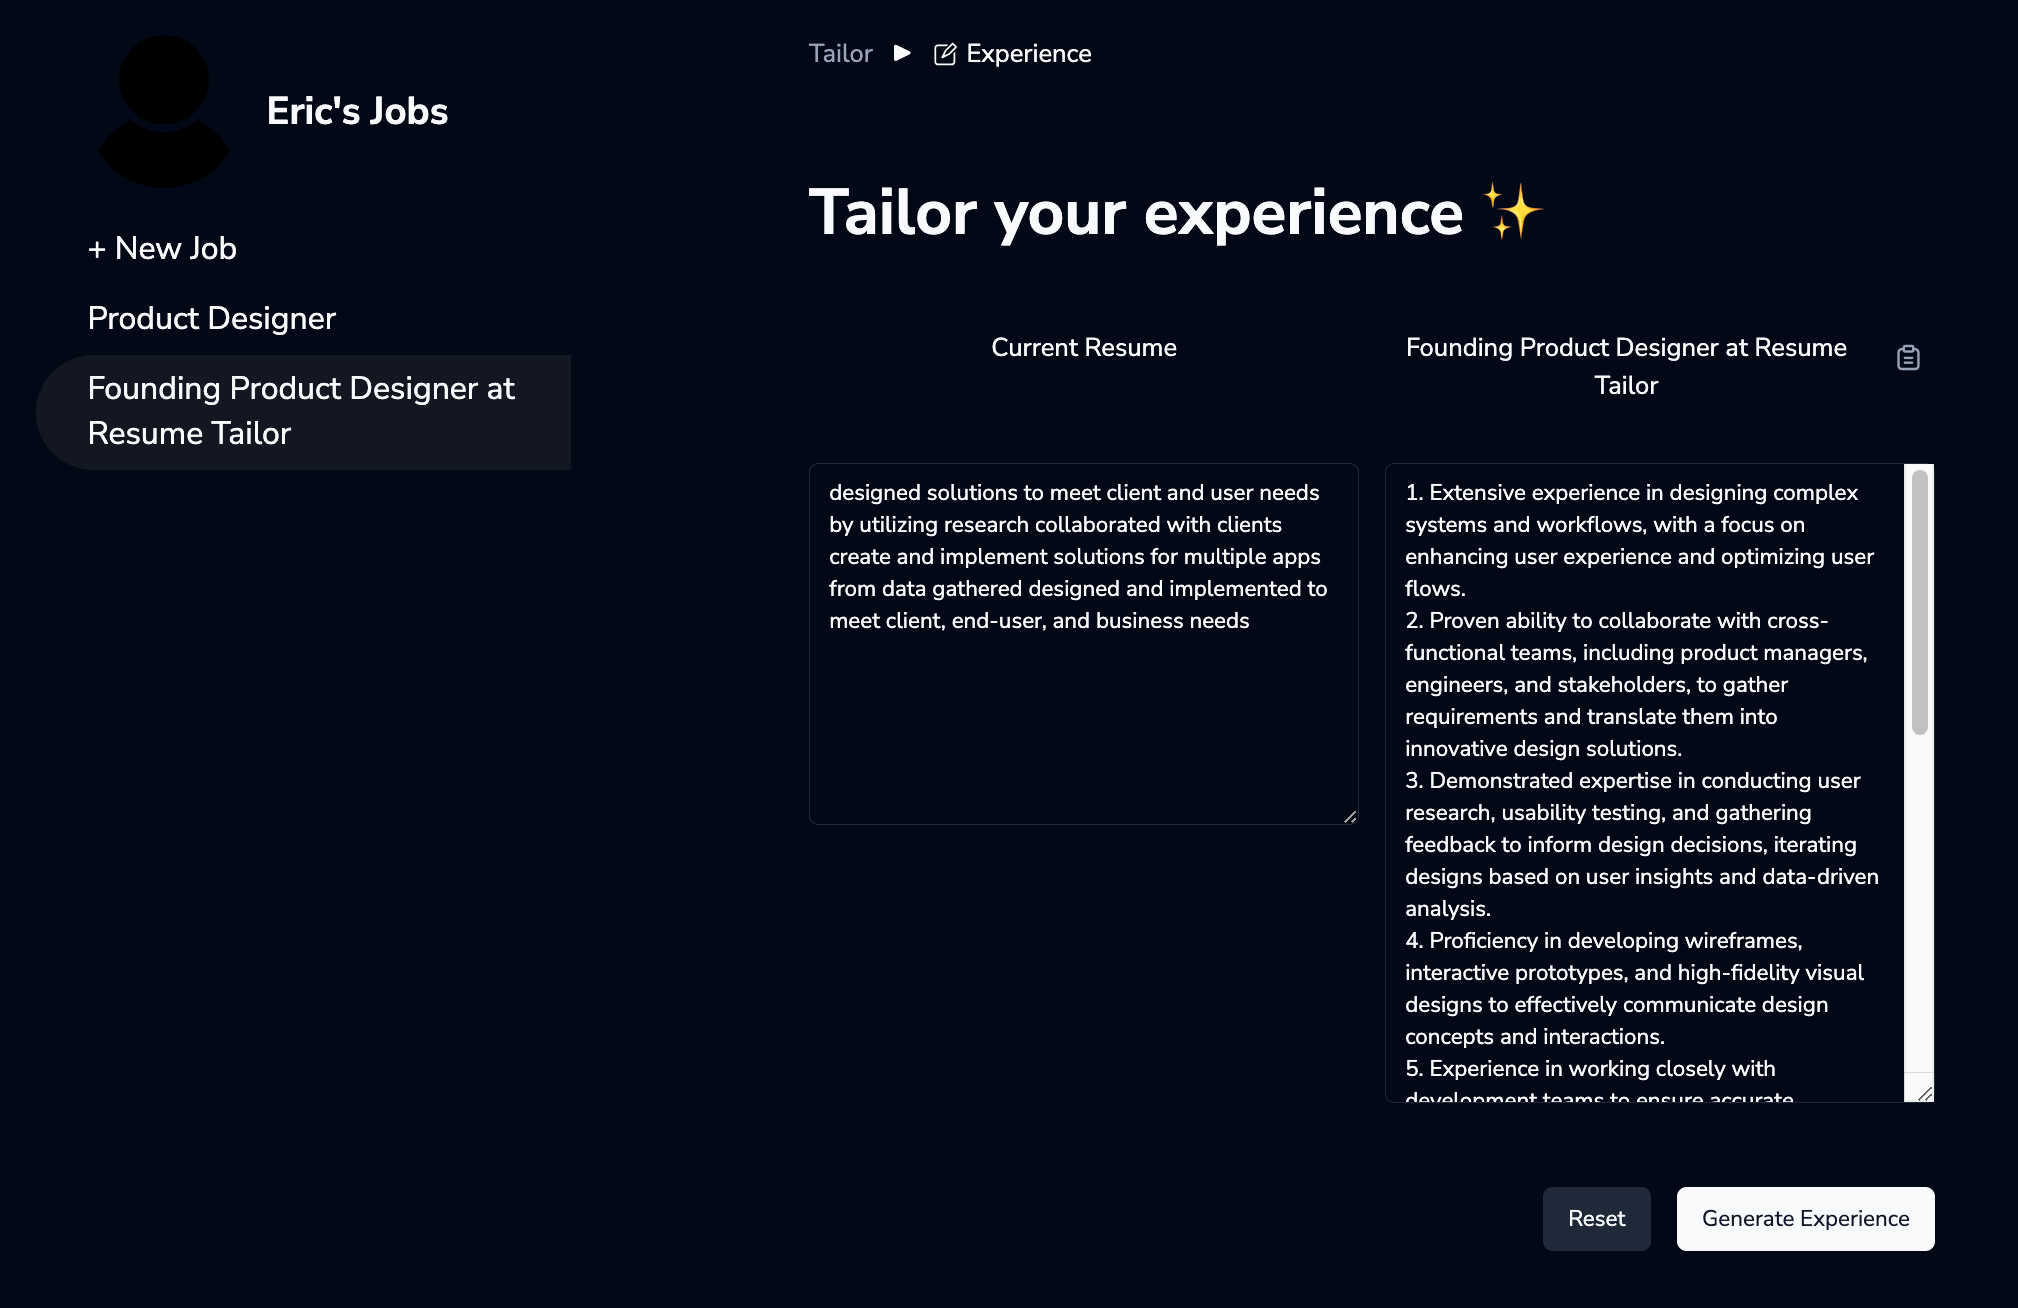 Eric's Jobs
+ New Job
Product Designer
Founding Product Designer at
Resume Tailor
Tailor
Experience
Tailor your experience
Current Resume
designed solutions to meet client and user needs
by utilizing research collaborated with clients
create and implement solutions for multiple apps
from data gathered designed and implemented to
meet client, end-user, and business needs
Founding Product Designer at Resume
Tailor
1. Extensive experience in designing complex
systems and workflows, with a focus on
enhancing user experience and optimizing user
flows.
2. Proven ability to collaborate with cross-
functional teams, including product managers,
engineers, and stakeholders, to gather
requirements and translate them into
innovative design solutions.
3. Demonstrated expertise in conducting user
research, usability testing, and gathering
feedback to inform design decisions, iterating
designs based on user insights and data-driven
analysis.
4. Proficiency in developing wireframes,
interactive prototypes, and high-fidelity visual
designs to effectively communicate design
concepts and interactions.
5. Experience in working closely with
development teams to ensure accurate
Reset
Generate Experience